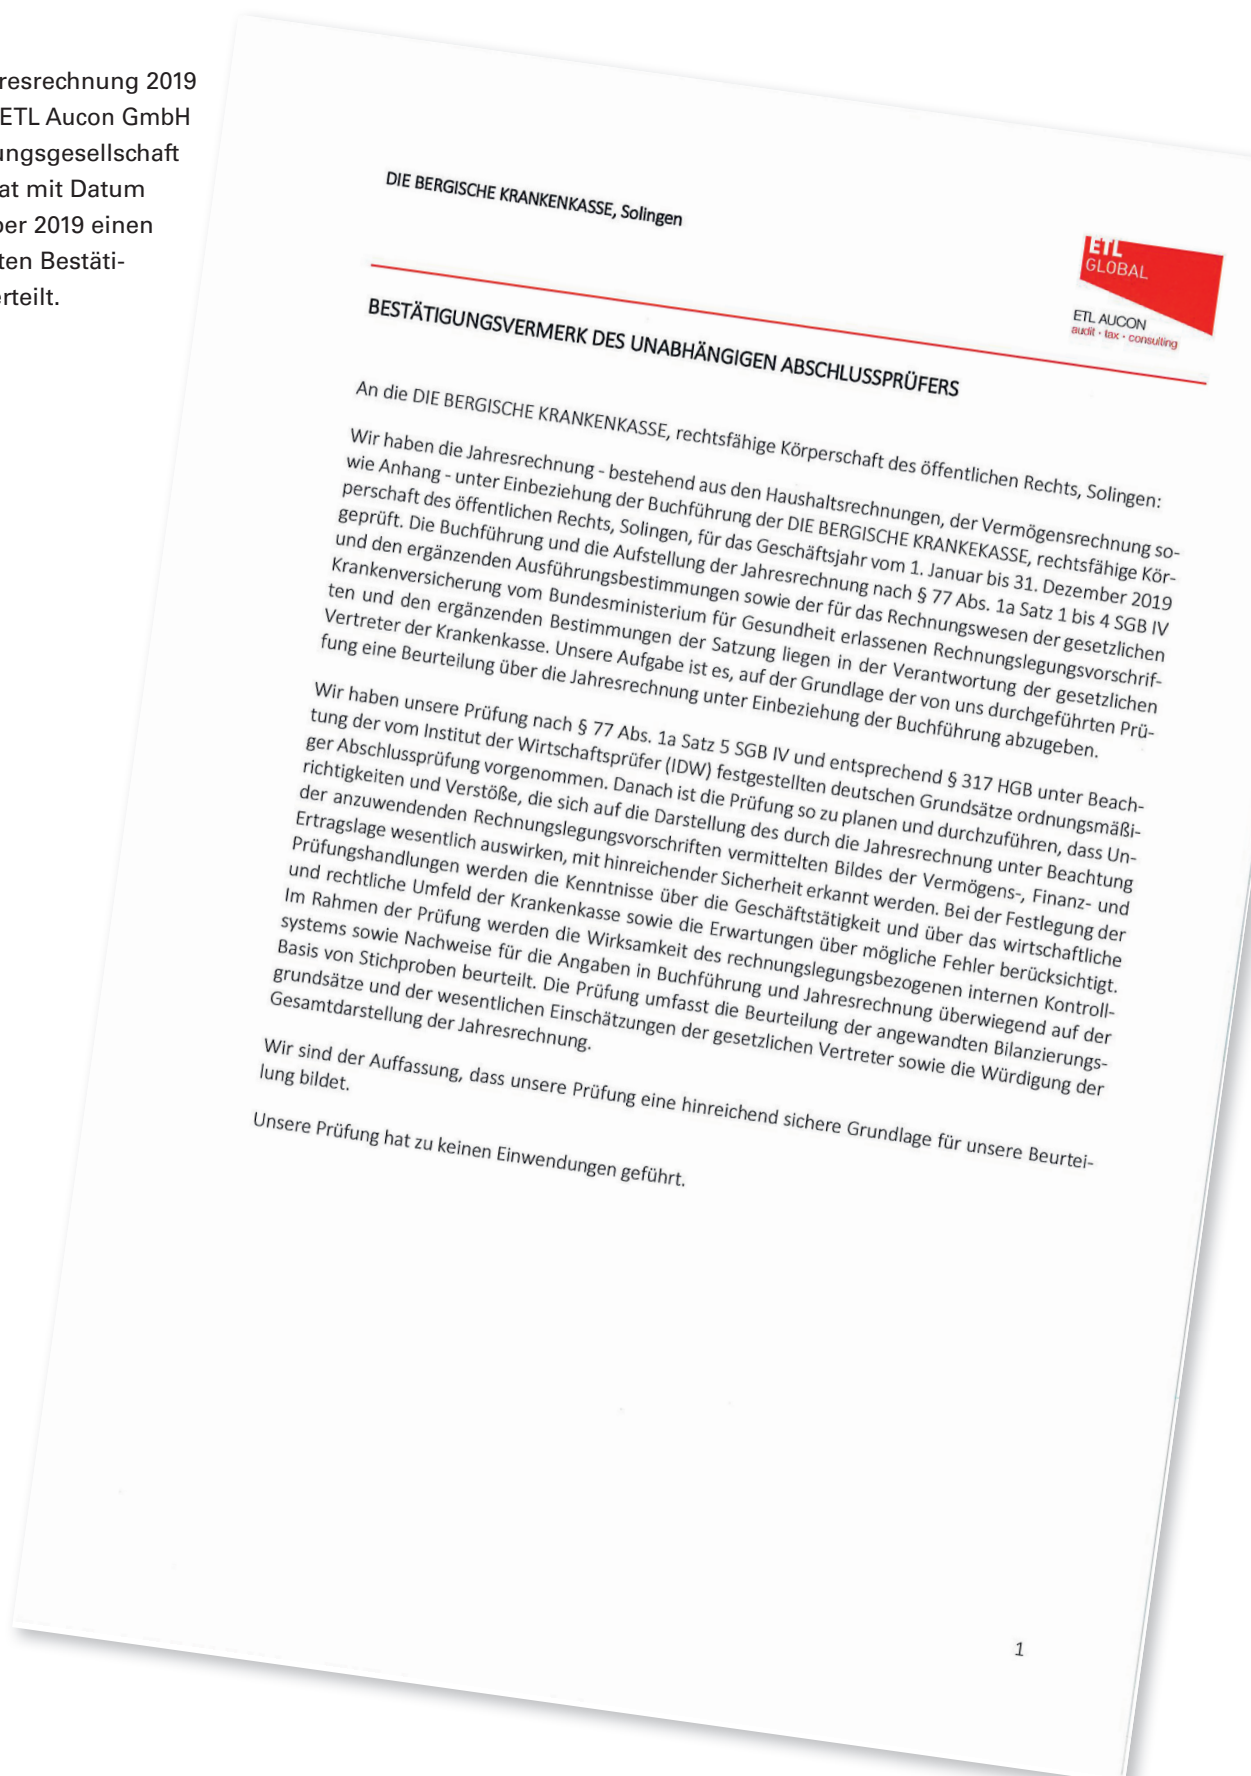 resrechnung 2019
ETL Aucon GmbH
ungsgesellschaft
at mit Datum
ber 2019 einen
ten Bestäti-
rteilt.
DIE BERGISCHE KRANKENKASSE, Solingen
ETL
GLOBAL
ETL AUCON
audit · tax · consulting
BESTÄTIGUNGSVERMERK DES UNABHÄNGIGEN ABSCHLUSSPRÜFERS
An die DIE BERGISCHE KRANKENKASSE, rechtsfähige Körperschaft des öffentlichen Rechts, Solingen:
Wir haben die Jahresrechnung - bestehend aus den Haushaltsrechnungen, der Vermögensrechnung so-
wie Anhang - unter Einbeziehung der Buchführung der DIE BERGISCHE KRANKEKASSE, rechtsfähige Kör-
perschaft des öffentlichen Rechts, Solingen, für das Geschäftsjahr vom 1. Januar bis 31. Dezember 2019
geprüft. Die Buchführung und die Aufstellung der Jahresrechnung nach § 77 Abs. 1a Satz 1 bis 4 SGB IV
und den ergänzenden Ausführungsbestimmungen sowie der für das Rechnungswesen der gesetzlichen
Krankenversicherung vom Bundesministerium für Gesundheit erlassenen Rechnungslegungsvorschrif-
ten und den ergänzenden Bestimmungen der Satzung liegen in der Verantwortung der gesetzlichen
Vertreter der Krankenkasse. Unsere Aufgabe ist es, auf der Grundlage der von uns durchgeführten Prü-
fung eine Beurteilung über die Jahresrechnung unter Einbeziehung der Buchführung abzugeben.
Wir haben unsere Prüfung nach § 77 Abs. 1a Satz 5 SGB IV und entsprechend § 317 HGB unter Beach-
tung der vom Institut der Wirtschaftsprüfer (IDW) festgestellten deutschen Grundsätze ordnungsmäßi-
ger Abschlussprüfung vorgenommen. Danach ist die Prüfung so zu planen und durchzuführen, dass Un-
richtigkeiten und Verstöße, die sich auf die Darstellung des durch die Jahresrechnung unter Beachtung
der anzuwendenden Rechnungslegungsvorschriften vermittelten Bildes der Vermögens-, Finanz- und
Ertragslage wesentlich auswirken, mit hinreichender Sicherheit erkannt werden. Bei der Festlegung der
Prüfungshandlungen werden die Kenntnisse über die Geschäftstätigkeit und über das wirtschaftliche
und rechtliche Umfeld der Krankenkasse sowie die Erwartungen über mögliche Fehler berücksichtigt.
Im Rahmen der Prüfung werden die Wirksamkeit des rechnungslegungsbezogenen internen Kontroll-
systems sowie Nachweise für die Angaben in Buchführung und Jahresrechnung überwiegend auf der
Basis von Stichproben beurteilt. Die Prüfung umfasst die Beurteilung der angewandten Bilanzierungs-
grundsätze und der wesentlichen Einschätzungen der gesetzlichen Vertreter sowie die Würdigung der
Gesamtdarstellung der Jahresrechnung.
Wir sind der Auffassung, dass unsere Prüfung eine hinreichend sichere Grundlage für unsere Beurtei-
lung bildet.
Unsere Prüfung hat zu keinen Einwendungen geführt.
1